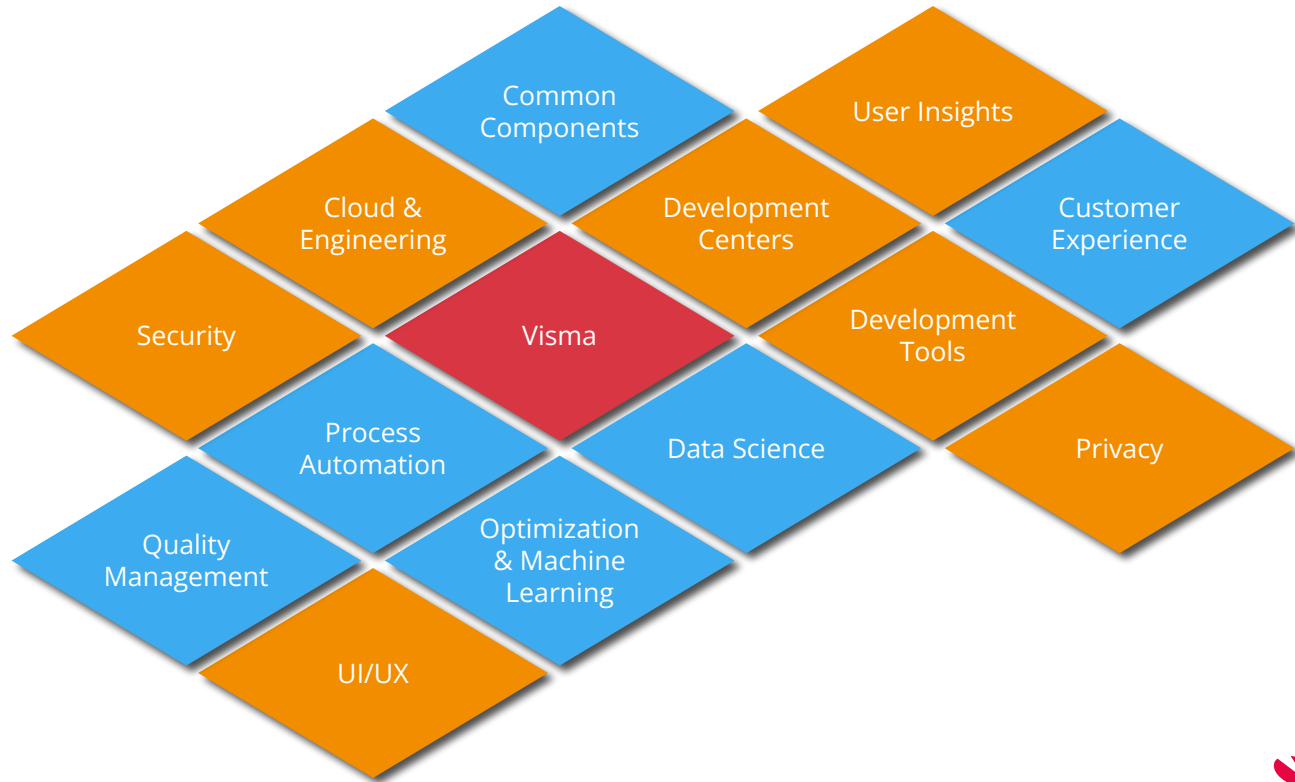 Common
Components
User Insights
Cloud &
Engineering
Development
Centers
Customer
Experience
Security
Visma
Development
Tools
Process
Automation
Data Science
Privacy
Quality
Management
Optimization
& Machine
Learning
UI/UX